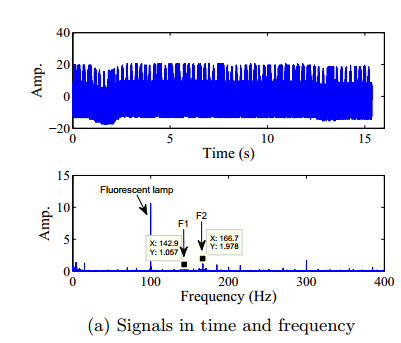 40
20
0
−20
Amp.
0 5 10 15
Time (s)
15
10
5
0
Amp.
Fluorescent lamp
F1
F2
X: 142.9
Y: 1.057
X: 166.7
Y: 1.978
0 100 200 300 400
Frequency (Hz)
(a) Signals in time and frequency